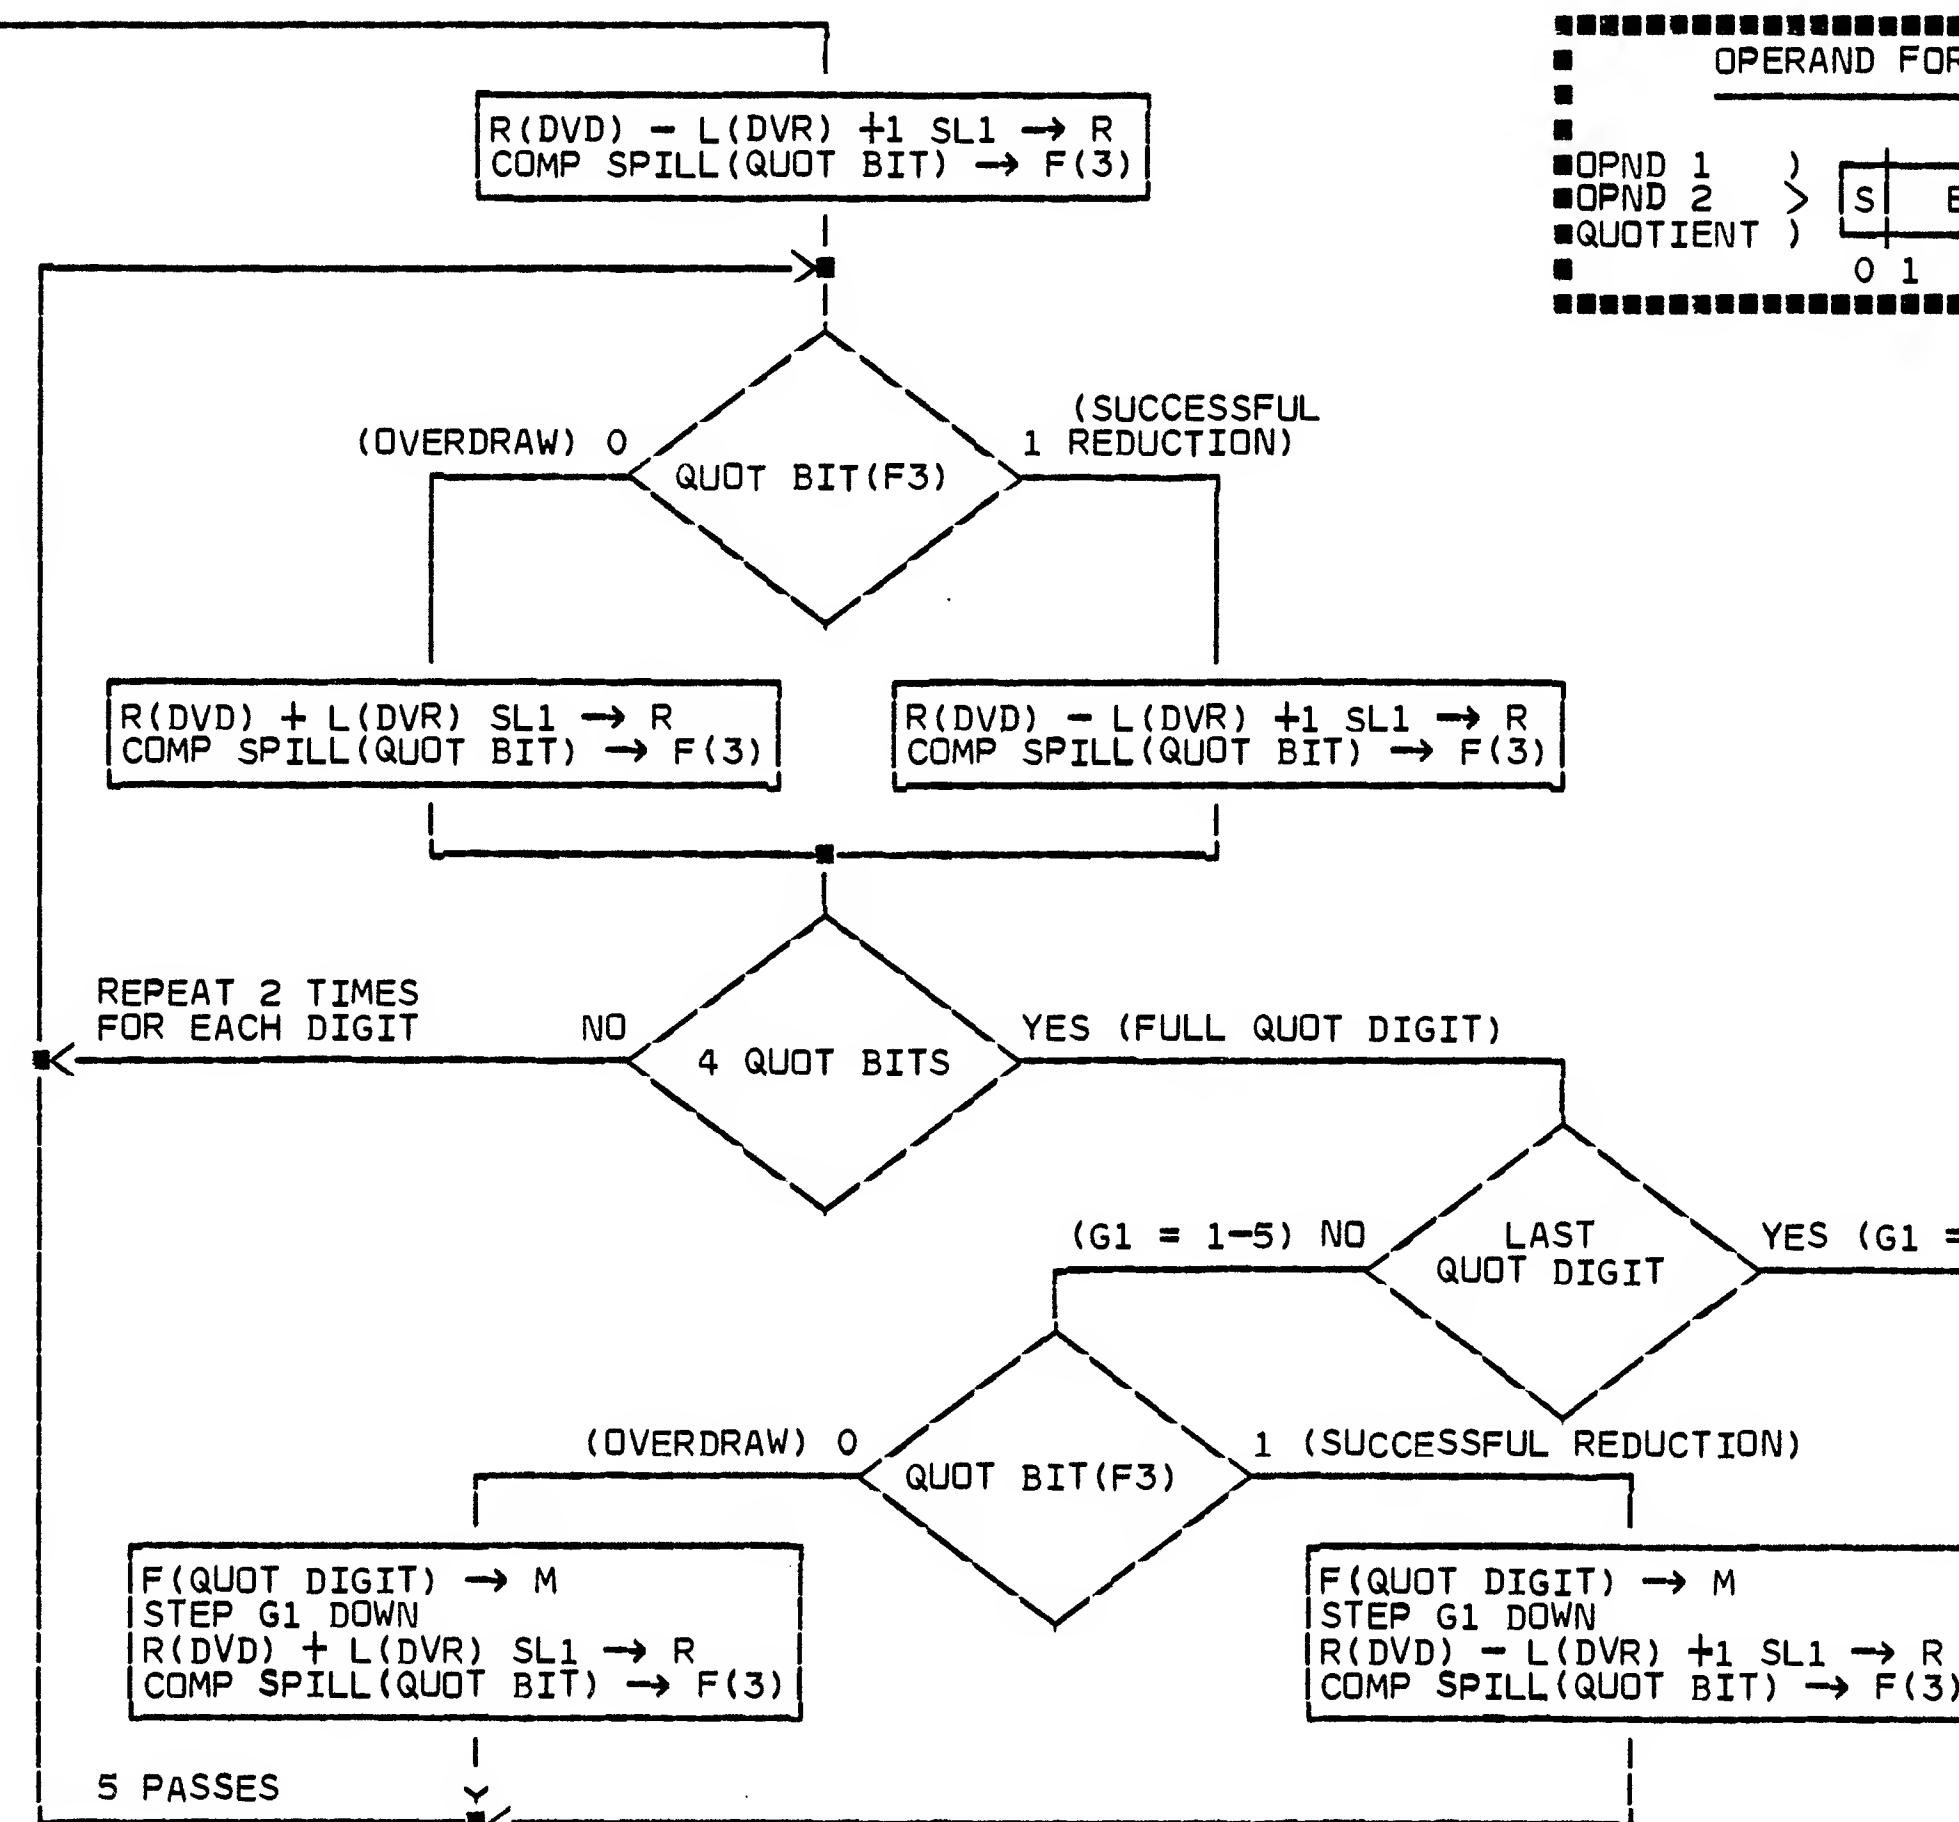 R(DVD) - L(DVR) +1 SL1 → R
COMP SPILL(QUOT BIT) → F(3)
OPERAND FOR
OPND 1 )
OPND 2 > S E
QUOTIENT )
0 1
(OVERDRAW) 0
QUOT BIT(F3)
(SUCCESSFUL
1 REDUCTION)
R(DVD) + L(DVR) SL1 → R
COMP SPILL(QUOT BIT) → F(3)
R(DVD) - L(DVR) +1 SL1 → R
COMP SPILL(QUOT BIT) → F(3)
REPEAT 2 TIMES
FOR EACH DIGIT
NO
4 QUOT BITS
YES (FULL QUOT DIGIT)
(G1 = 1-5) NO
LAST
QUOT DIGIT
YES (G1 =
(OVERDRAW) 0
QUOT BIT(F3)
1 (SUCCESSFUL REDUCTION)
F(QUOT DIGIT) → M
STEP G1 DOWN
R(DVD) + L(DVR) SL1 → R
COMP SPILL(QUOT BIT) → F(3)
F(QUOT DIGIT) → M
STEP G1 DOWN
R(DVD) - L(DVR) +1 SL1 → R
COMP SPILL(QUOT BIT) → F(3)
5 PASSES